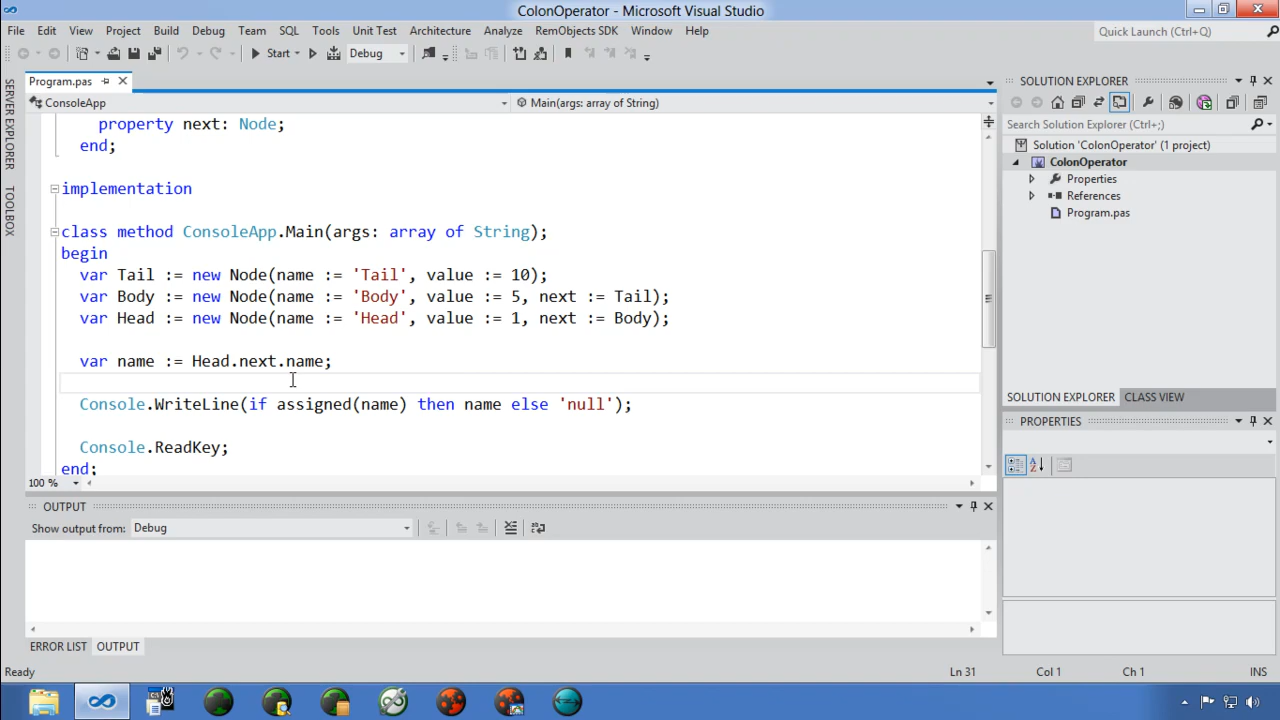 ColonOperator - Microsoft Visual Studio
File Edit View Project Build Debug Team SQL Tools Unit Test Architecture Analyze RemObjects SDK Window Help
Quick Launch (Ctrl+;)
Start Debug
Program.pas
ConsoleApp Main(args: array of String)
SERVER EXPLORER
TOOLBOX
property next: Node;
end;
implementation
class method ConsoleApp.Main(args: array of String);
begin
var Tail := new Node(name := 'Tail', value := 10);
var Body := new Node(name := 'Body', value := 5, next := Tail);
var Head := new Node(name := 'Head', value := 1, next := Body);
var name := Head.next.name;
Console.WriteLine(if assigned(name) then name else 'null');
Console.ReadKey;
end;
100 %
OUTPUT
Show output from: Debug
ERROR LIST OUTPUT
SOLUTION EXPLORER
Search Solution Explorer (Ctrl+;)
Solution 'ColonOperator' (1 project)
ColonOperator
Properties
References
Program.pas
SOLUTION EXPLORER CLASS VIEW
PROPERTIES
Ready Ln 31 Col 1 Ch 1 INS